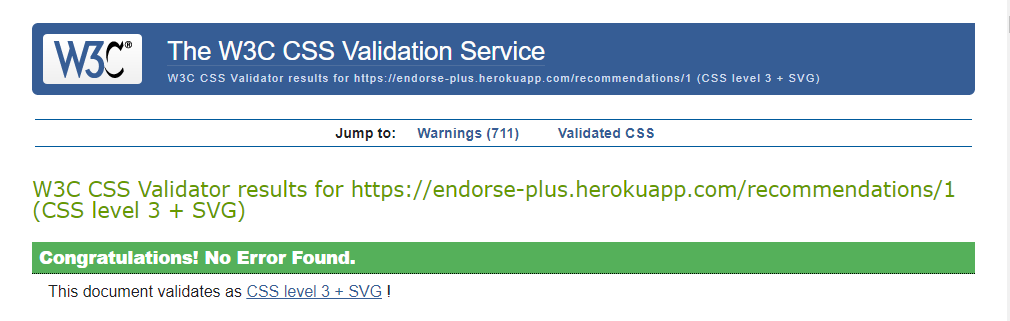 W3C®
The W3C CSS Validation Service
W3C CSS Validator results for https://endorse-plus.herokuapp.com/recommendations/1 (CSS level 3 + SVG)
Jump to: Warnings (711) Validated CSS
W3C CSS Validator results for https://endorse-plus.herokuapp.com/recommendations/1
(CSS level 3 + SVG)
Congratulations! No Error Found.
This document validates as CSS level 3 + SVG !